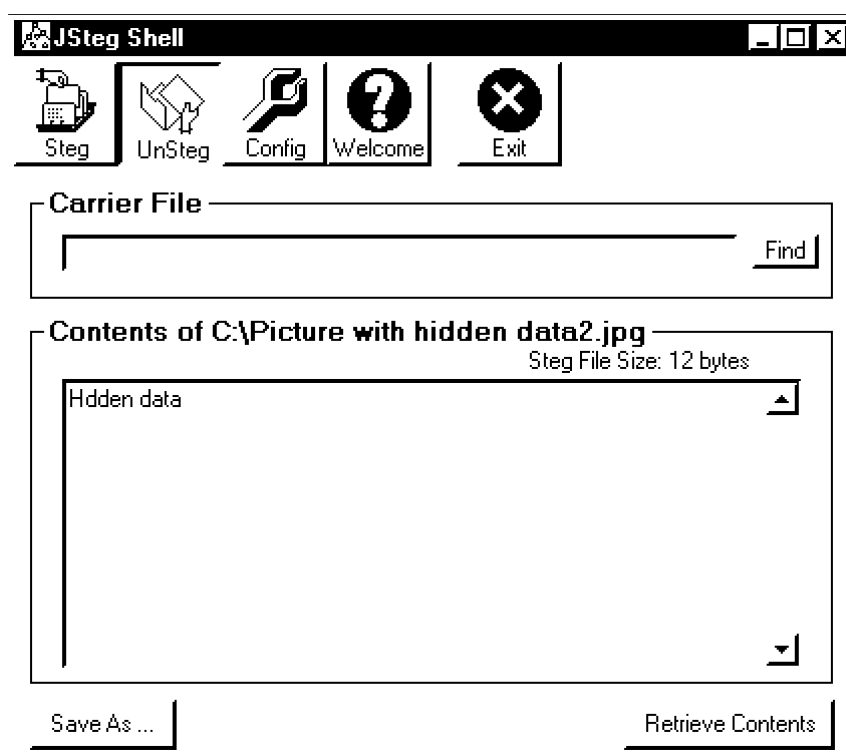 JSteg Shell
Steg UnSteg Config Welcome Exit
Carrier File
Find
Contents of C:\Picture with hidden data2.jpg
Steg File Size: 12 bytes
Hdden data
Save As ... Retrieve Contents